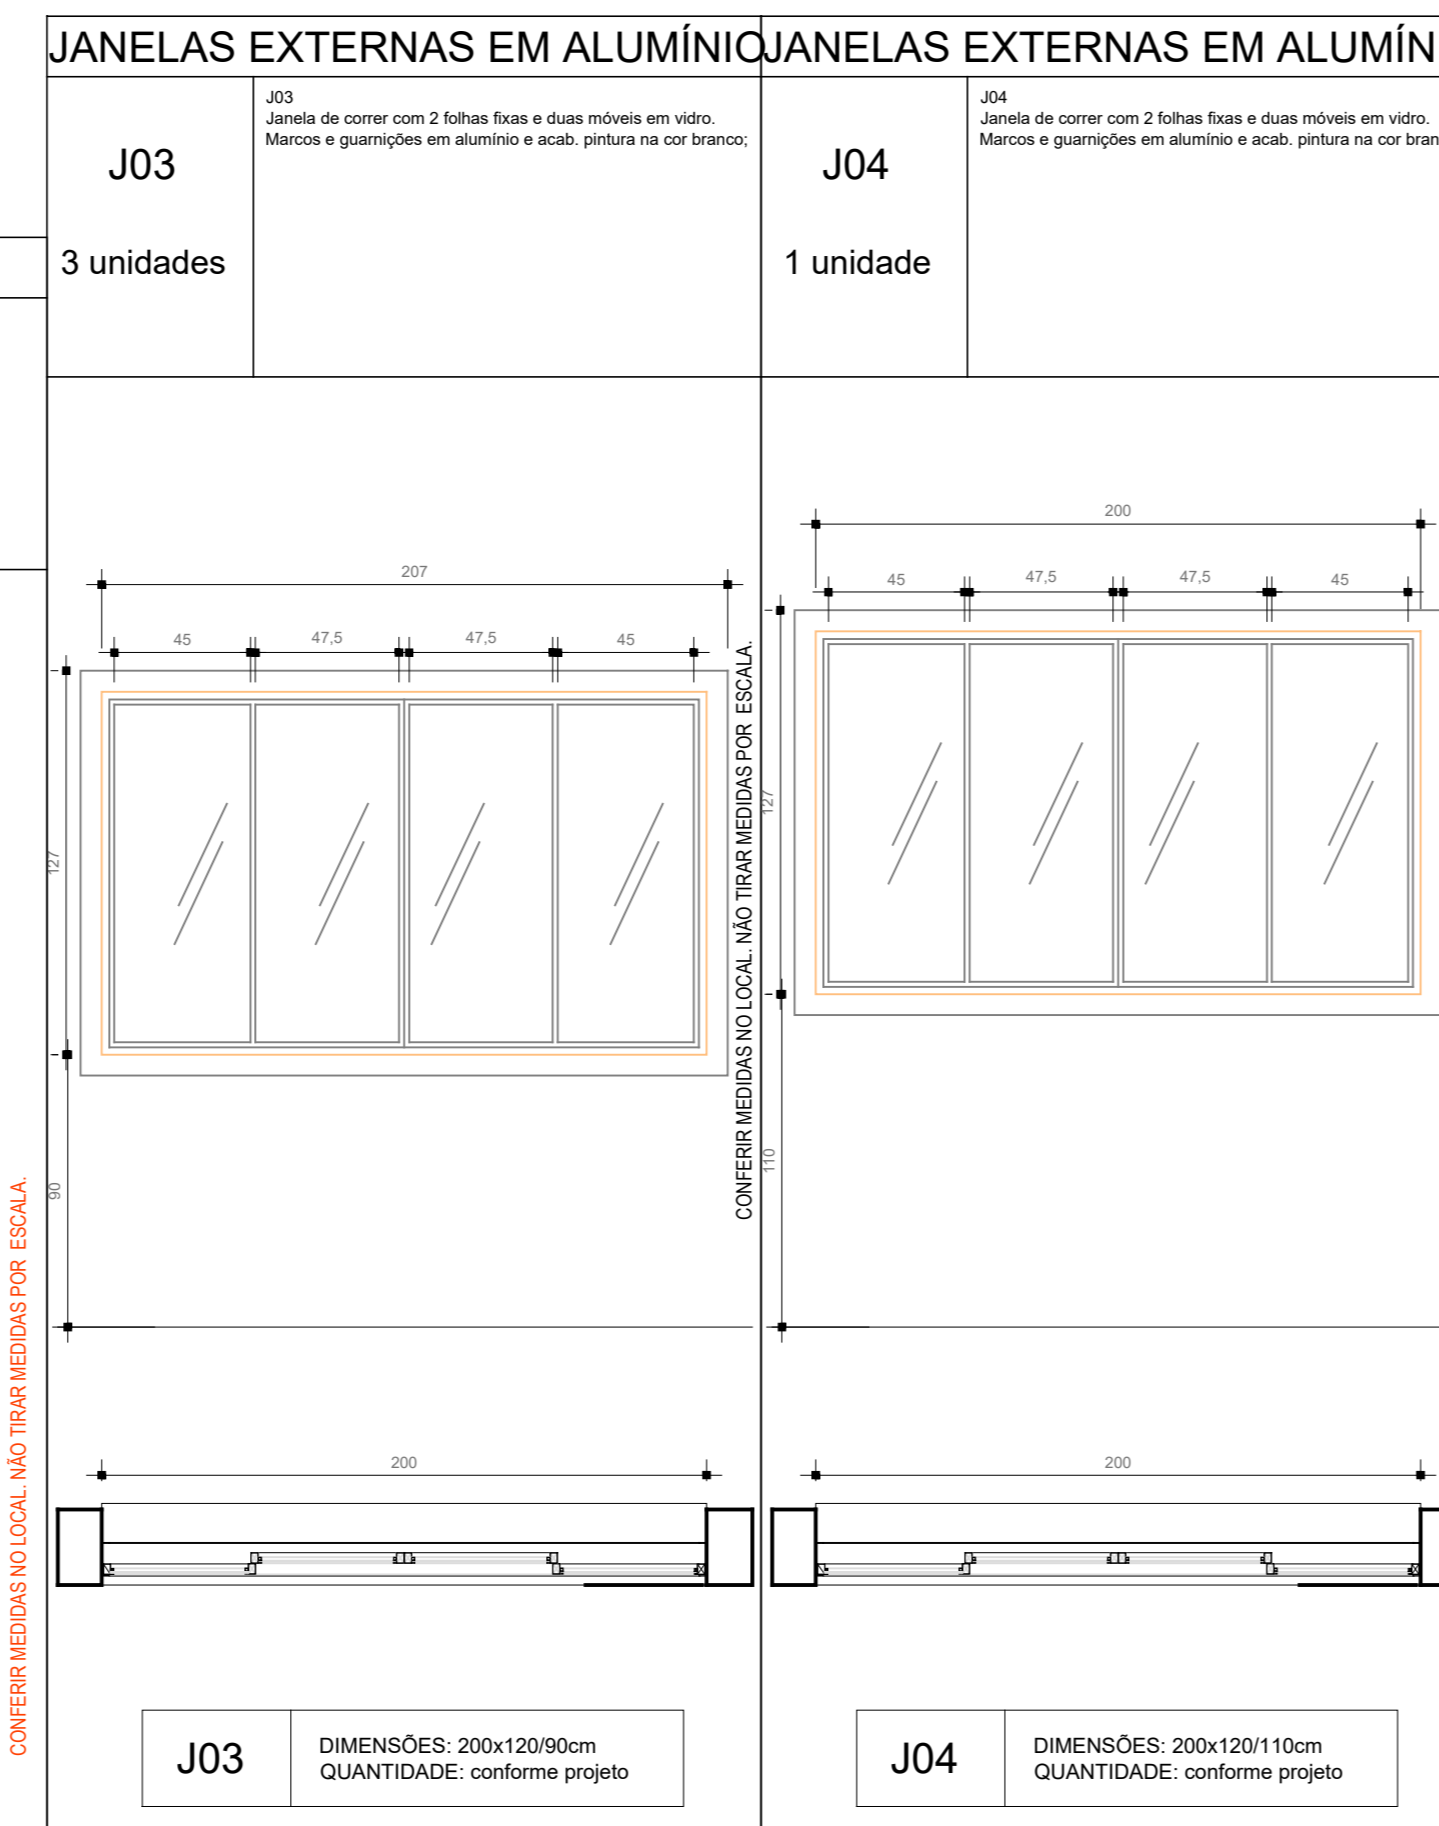 JANELAS EXTERNAS EM ALUMÍNIO
J03
3 unidades
J03
Janela de correr com 2 folhas fixas e duas móveis em vidro.
Marcos e guarnições em alumínio e acab. pintura na cor branco;
207
45
47,5
47,5
45
127
90
CONFERIR MEDIDAS NO LOCAL. NÃO TIRAR MEDIDAS POR ESCALA.
200
J03
DIMENSÕES: 200x120/90cm
QUANTIDADE: conforme projeto
CONFERIR MEDIDAS NO LOCAL. NÃO TIRAR MEDIDAS POR ESCALA.
JANELAS EXTERNAS EM ALUMÍN
J04
1 unidade
J04
Janela de correr com 2 folhas fixas e duas móveis em vidro.
Marcos e guarnições em alumínio e acab. pintura na cor bran
200
45
47,5
47,5
45
127
110
200
J04
DIMENSÕES: 200x120/110cm
QUANTIDADE: conforme projeto